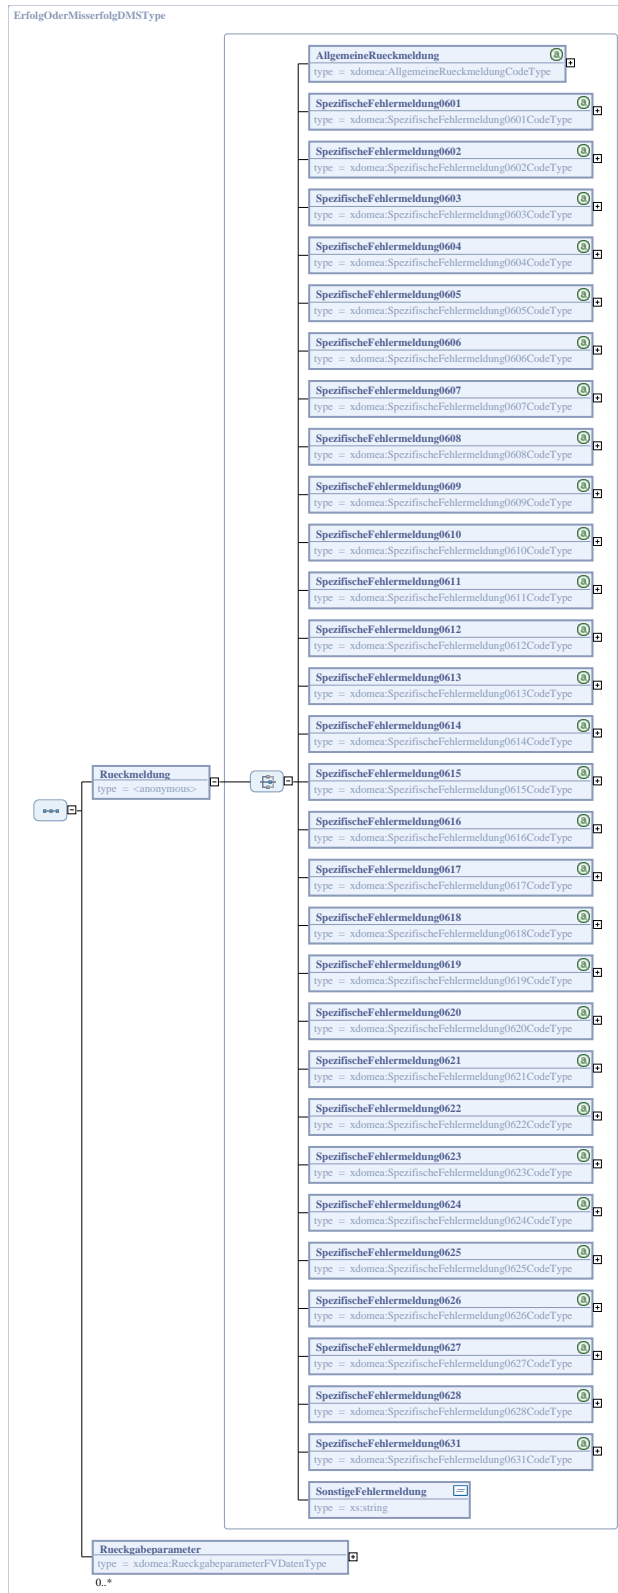 ErfolgOderMisserfolgDMSType
AllgemeineRueckmeldung
type = xdomea:AllgemeineRueckmeldungCodeType
SpezifischeFehlermeldung0601
type = xdomea:SpezifischeFehlermeldung0601CodeType
SpezifischeFehlermeldung0602
type = xdomea:SpezifischeFehlermeldung0602CodeType
SpezifischeFehlermeldung0603
type = xdomea:SpezifischeFehlermeldung0603CodeType
SpezifischeFehlermeldung0604
type = xdomea:SpezifischeFehlermeldung0604CodeType
SpezifischeFehlermeldung0605
type = xdomea:SpezifischeFehlermeldung0605CodeType
SpezifischeFehlermeldung0606
type = xdomea:SpezifischeFehlermeldung0606CodeType
SpezifischeFehlermeldung0607
type = xdomea:SpezifischeFehlermeldung0607CodeType
SpezifischeFehlermeldung0608
type = xdomea:SpezifischeFehlermeldung0608CodeType
SpezifischeFehlermeldung0609
type = xdomea:SpezifischeFehlermeldung0609CodeType
SpezifischeFehlermeldung0610
type = xdomea:SpezifischeFehlermeldung0610CodeType
SpezifischeFehlermeldung0611
type = xdomea:SpezifischeFehlermeldung0611CodeType
SpezifischeFehlermeldung0612
type = xdomea:SpezifischeFehlermeldung0612CodeType
SpezifischeFehlermeldung0613
type = xdomea:SpezifischeFehlermeldung0613CodeType
SpezifischeFehlermeldung0614
type = xdomea:SpezifischeFehlermeldung0614CodeType
Rueckmeldung
type = <anonymous>
SpezifischeFehlermeldung0615
type = xdomea:SpezifischeFehlermeldung0615CodeType
SpezifischeFehlermeldung0616
type = xdomea:SpezifischeFehlermeldung0616CodeType
SpezifischeFehlermeldung0617
type = xdomea:SpezifischeFehlermeldung0617CodeType
SpezifischeFehlermeldung0618
type = xdomea:SpezifischeFehlermeldung0618CodeType
SpezifischeFehlermeldung0619
type = xdomea:SpezifischeFehlermeldung0619CodeType
SpezifischeFehlermeldung0620
type = xdomea:SpezifischeFehlermeldung0620CodeType
SpezifischeFehlermeldung0621
type = xdomea:SpezifischeFehlermeldung0621CodeType
SpezifischeFehlermeldung0622
type = xdomea:SpezifischeFehlermeldung0622CodeType
SpezifischeFehlermeldung0623
type = xdomea:SpezifischeFehlermeldung0623CodeType
SpezifischeFehlermeldung0624
type = xdomea:SpezifischeFehlermeldung0624CodeType
SpezifischeFehlermeldung0625
type = xdomea:SpezifischeFehlermeldung0625CodeType
SpezifischeFehlermeldung0626
type = xdomea:SpezifischeFehlermeldung0626CodeType
SpezifischeFehlermeldung0627
type = xdomea:SpezifischeFehlermeldung0627CodeType
SpezifischeFehlermeldung0628
type = xdomea:SpezifischeFehlermeldung0628CodeType
SpezifischeFehlermeldung0631
type = xdomea:SpezifischeFehlermeldung0631CodeType
SonstigeFehlermeldung
type = xs:string
Rueckgabeparameter
type = xdomea:RueckgabeparameterFVDatenType
0..*